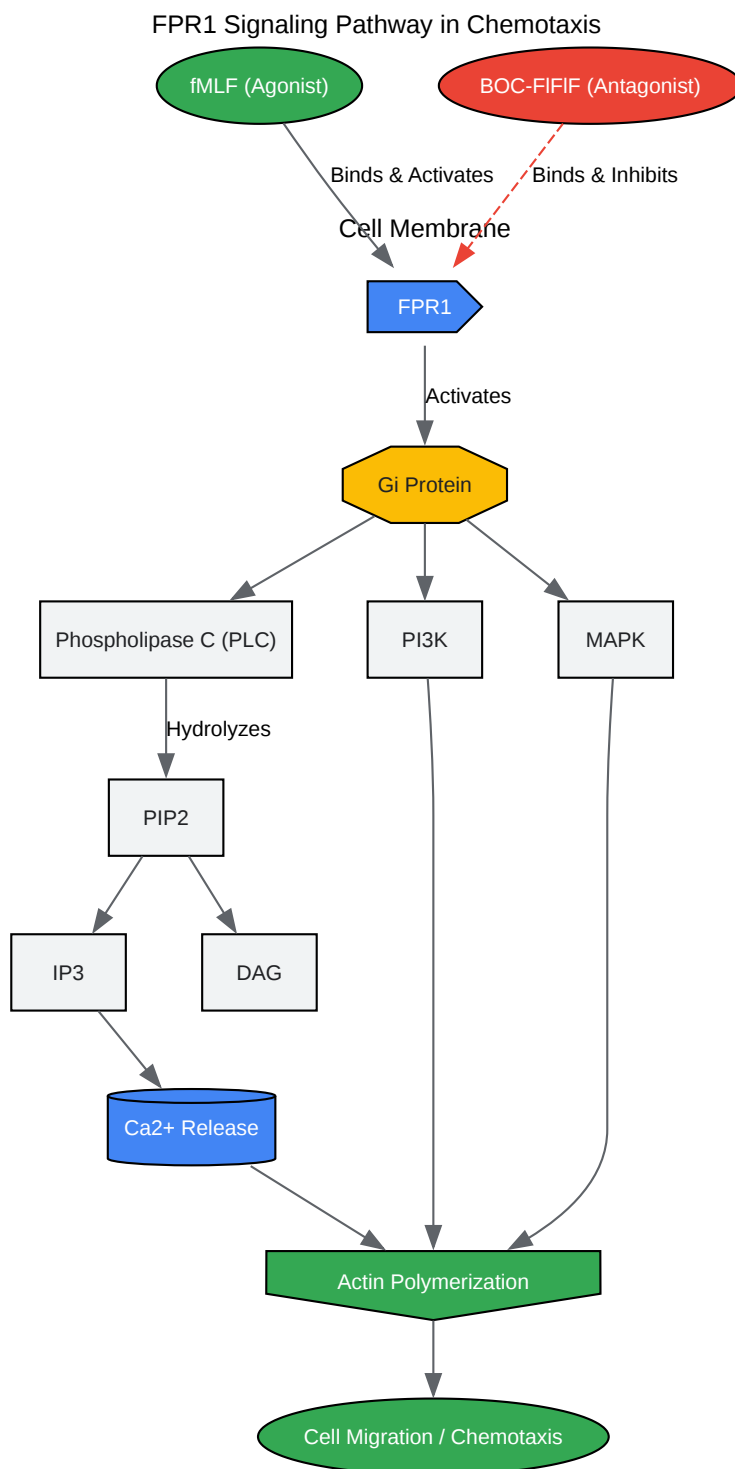 FPR1 Signaling Pathway in Chemotaxis
fMLF (Agonist)
BOC-FlFlF (Antagonist)
Binds & Activates
Binds & Inhibits
Cell Membrane
FPR1
Activates
Gi Protein
Phospholipase C (PLC)
PI3K
MAPK
Hydrolyzes
PIP2
IP3
DAG
Ca2+ Release
Actin Polymerization
Cell Migration / Chemotaxis